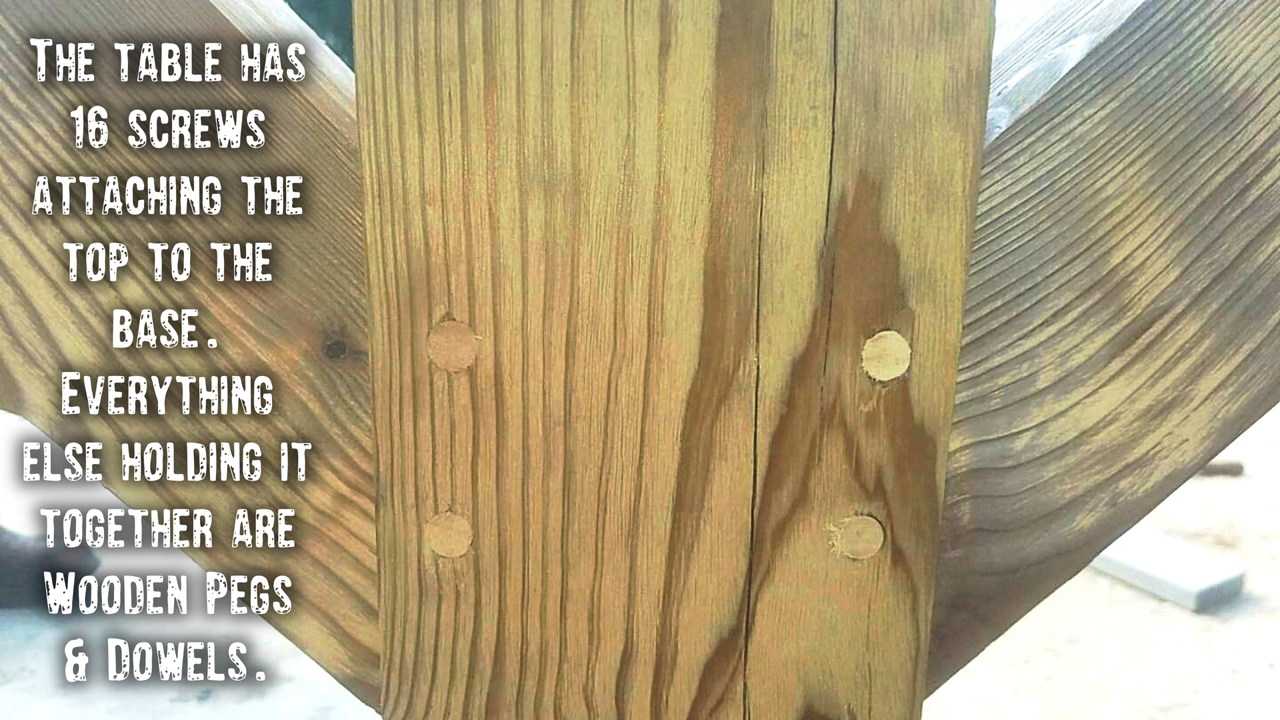 The table has
16 screws
attaching the
top to the
base.
Everything
else holding it
together are
Wooden Pegs
& Dowels.